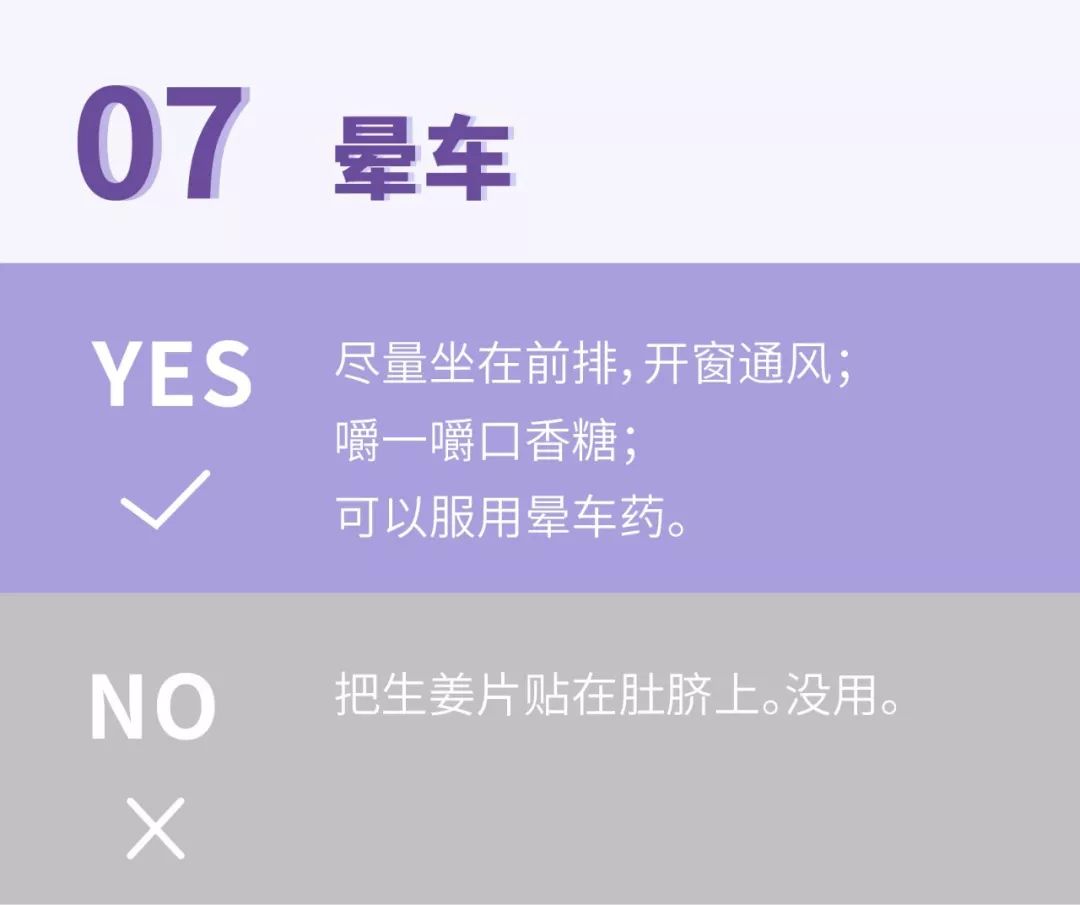 07 晕车
YES
尽量坐在前排，开窗通风；
嚼一嚼口香糖；
可以服用晕车药。
NO
把生姜片贴在肚脐上。没用。